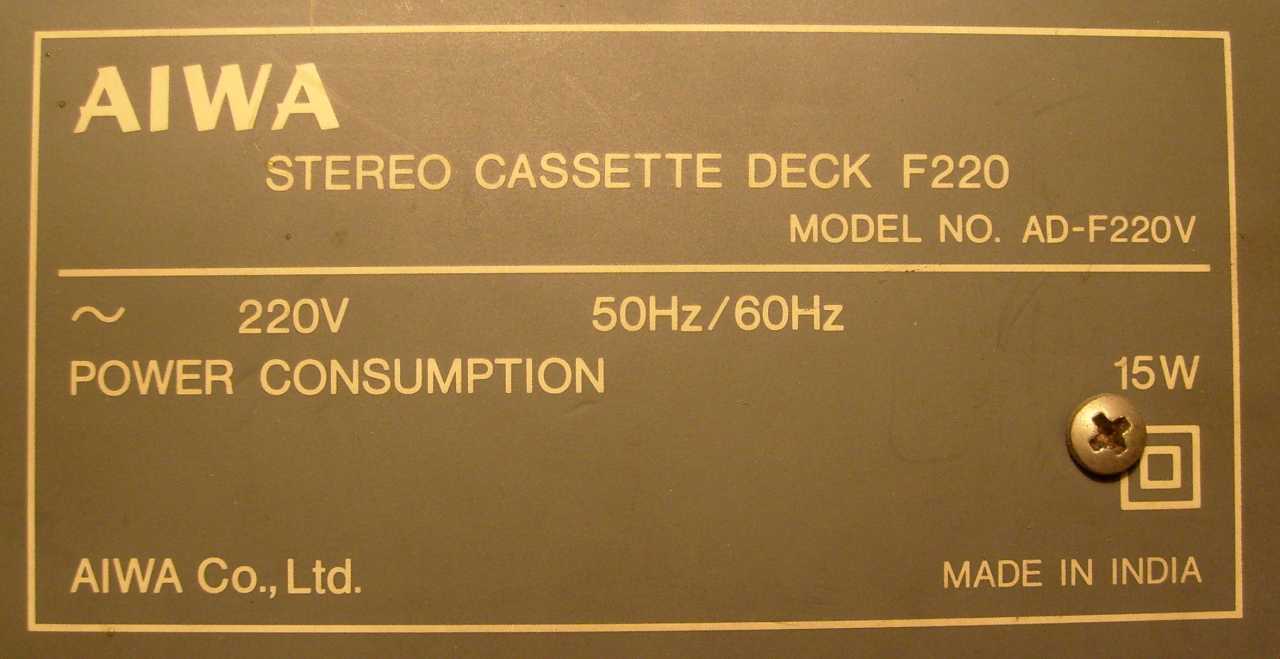 AIWA
STEREO CASSETTE DECK F220
MODEL NO. AD-F220V
~ 220V 50Hz/60Hz
POWER CONSUMPTION 15W
AIWA Co., Ltd. MADE IN INDIA